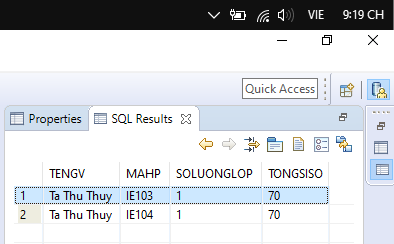 VIE 9:19 CH
Quick Access
Properties SQL Results
TENGV MAHP SOLUONGLOP TONGSISO
1 Ta Thu Thuy IE103 1 70
2 Ta Thu Thuy IE104 1 70